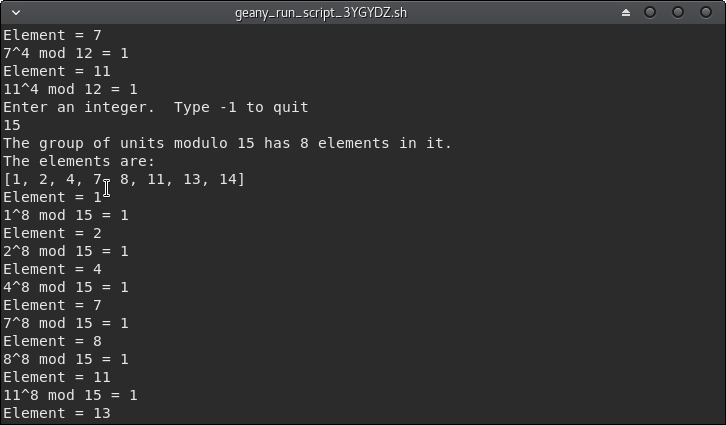 geany_run_script_3YGYDZ.sh
Element = 7
7^4 mod 12 = 1
Element = 11
11^4 mod 12 = 1
Enter an integer.  Type -1 to quit
15
The group of units modulo 15 has 8 elements in it.
The elements are:
[1, 2, 4, 7, 8, 11, 13, 14]
Element = 1
1^8 mod 15 = 1
Element = 2
2^8 mod 15 = 1
Element = 4
4^8 mod 15 = 1
Element = 7
7^8 mod 15 = 1
Element = 8
8^8 mod 15 = 1
Element = 11
11^8 mod 15 = 1
Element = 13